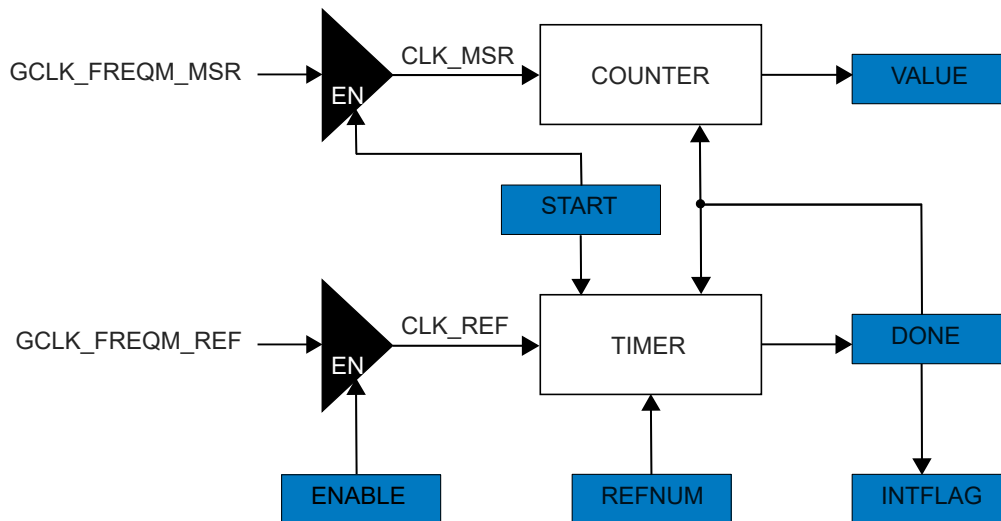 GCLK_FREQM_MSR
EN
CLK_MSR
COUNTER
VALUE
START
GCLK_FREQM_REF
EN
CLK_REF
TIMER
DONE
ENABLE
REFNUM
INTFLAG